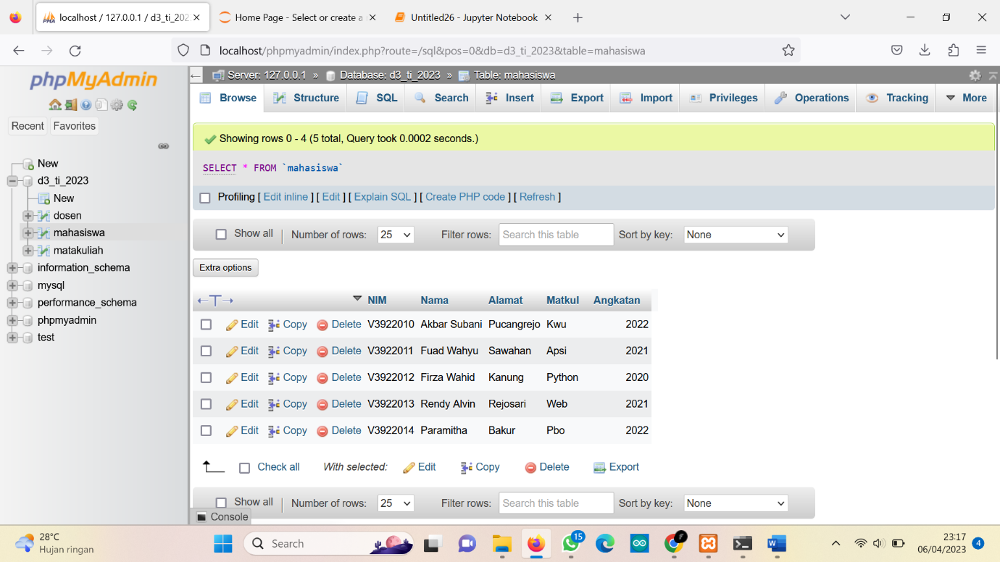 localhost / 127.0.0.1 / d3_ti_202
Home Page - Select or create a
Untitled26 - Jupyter Notebook
localhost/phpmyadmin/index.php?route=/sql&pos=0&db=d3_ti_2023&table=mahasiswa
phpMyAdmin
Recent Favorites
New
d3_ti_2023
New
dosen
mahasiswa
matakuliah
information_schema
mysql
performance_schema
phpmyadmin
test
Server: 127.0.0.1 » Database: d3_ti_2023 » Table: mahasiswa
Browse Structure SQL Search Insert Export Import Privileges Operations Tracking More
Showing rows 0 - 4 (5 total, Query took 0.0002 seconds.)
SELECT * FROM `mahasiswa`
Profiling [ Edit inline ] [ Edit ] [ Explain SQL ] [ Create PHP code ] [ Refresh ]
Show all Number of rows: 25 Filter rows: Search this table Sort by key: None
Extra options
NIM Nama Alamat Matkul Angkatan
Edit Copy Delete V3922010 Akbar Subani Pucangrejo Kwu 2022
Edit Copy Delete V3922011 Fuad Wahyu Sawahan Apsi 2021
Edit Copy Delete V3922012 Firza Wahid Kanung Python 2020
Edit Copy Delete V3922013 Rendy Alvin Rejosari Web 2021
Edit Copy Delete V3922014 Paramitha Bakur Pbo 2022
Check all With selected: Edit Copy Delete Export
Show all Number of rows: 25 Filter rows: Search this table Sort by key: None
Console
28°C
Hujan ringan
Search
15
23:17
06/04/2023
4